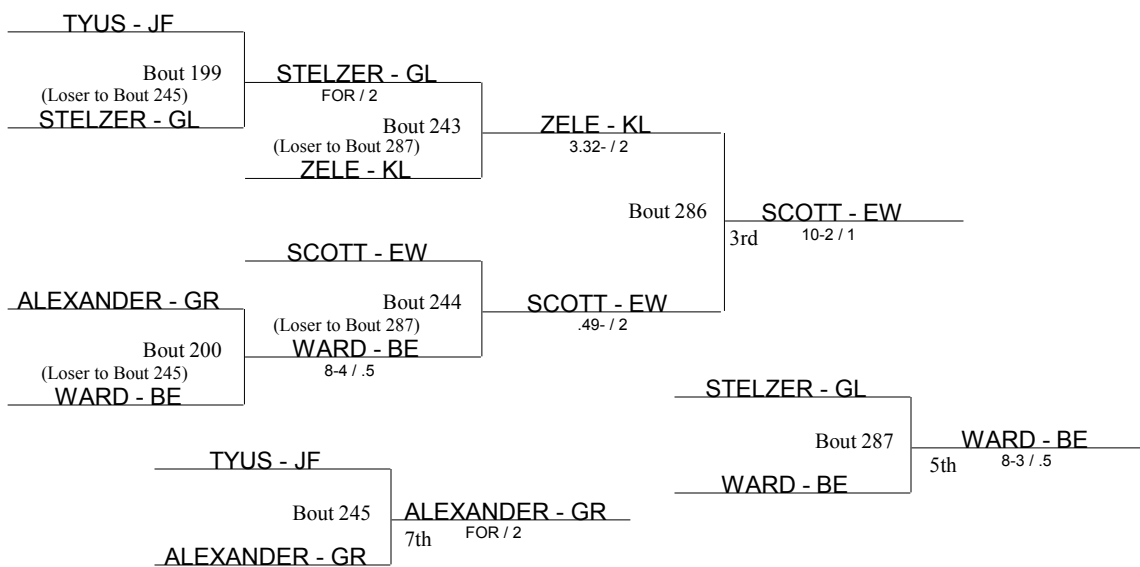 TYUS - JF
Bout 199
(Loser to Bout 245)
STELZER - GL
STELZER - GL
FOR / 2
Bout 243
(Loser to Bout 287)
ZELE - KL
ZELE - KL
3.32- / 2
Bout 286
SCOTT - EW
10-2 / 1
3rd
SCOTT - EW
Bout 244
(Loser to Bout 287)
WARD - BE
8-4 / .5
SCOTT - EW
.49- / 2
ALEXANDER - GR
Bout 200
(Loser to Bout 245)
WARD - BE
STELZER - GL
Bout 287
WARD - BE
WARD - BE
8-3 / .5
5th
TYUS - JF
Bout 245
ALEXANDER - GR
ALEXANDER - GR
FOR / 2
7th